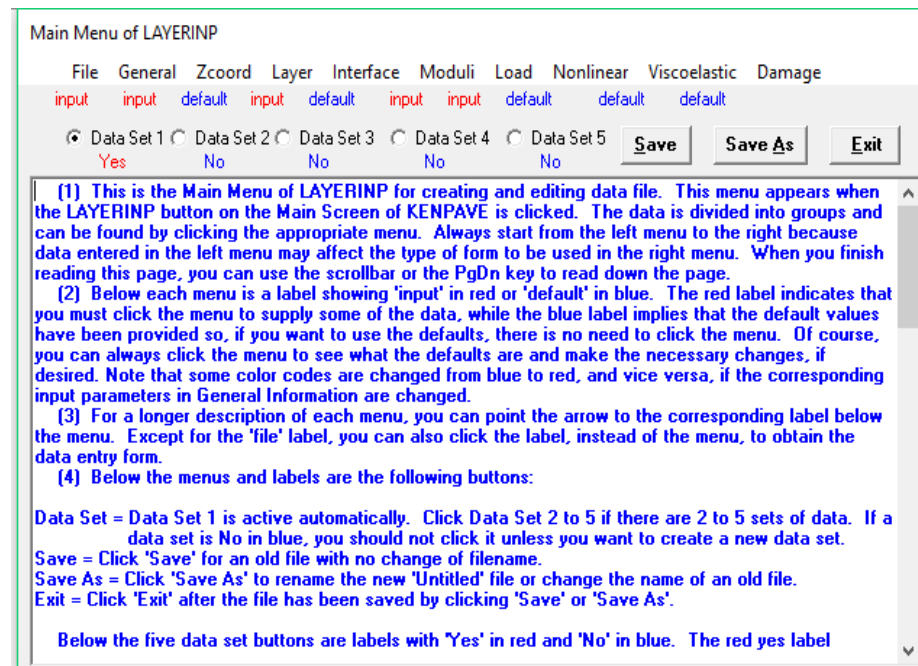 Main Menu of LAYERINP
File General Zcoord Layer Interface Moduli Load Nonlinear Viscoelastic Damage
input input default input default input input default default default
Data Set 1 Data Set 2 Data Set 3 Data Set 4 Data Set 5 Save Save As Exit
Yes No No No No
(1) This is the Main Menu of LAYERINP for creating and editing data file. This menu appears when
the LAYERINP button on the Main Screen of KENPAVE is clicked. The data is divided into groups and
can be found by clicking the appropriate menu. Always start from the left menu to the right because
data entered in the left menu may affect the type of form to be used in the right menu. When you finish
reading this page, you can use the scrollbar or the PgDn key to read down the page.
(2) Below each menu is a label showing 'input' in red or 'default' in blue. The red label indicates that
you must click the menu to supply some of the data, while the blue label implies that the default values
have been provided so, if you want to use the defaults, there is no need to click the menu. Of course,
you can always click the menu to see what the defaults are and make the necessary changes, if
desired. Note that some color codes are changed from blue to red, and vice versa, if the corresponding
input parameters in General Information are changed.
(3) For a longer description of each menu, you can point the arrow to the corresponding label below
the menu. Except for the 'file' label, you can also click the label, instead of the menu, to obtain the
data entry form.
(4) Below the menus and labels are the following buttons:
Data Set = Data Set 1 is active automatically. Click Data Set 2 to 5 if there are 2 to 5 sets of data. If a
data set is No in blue, you should not click it unless you want to create a new data set.
Save = Click 'Save' for an old file with no change of filename.
Save As = Click 'Save As' to rename the new 'Untitled' file or change the name of an old file.
Exit = Click 'Exit' after the file has been saved by clicking 'Save' or 'Save As'.
Below the five data set buttons are labels with 'Yes' in red and 'No' in blue. The red yes label